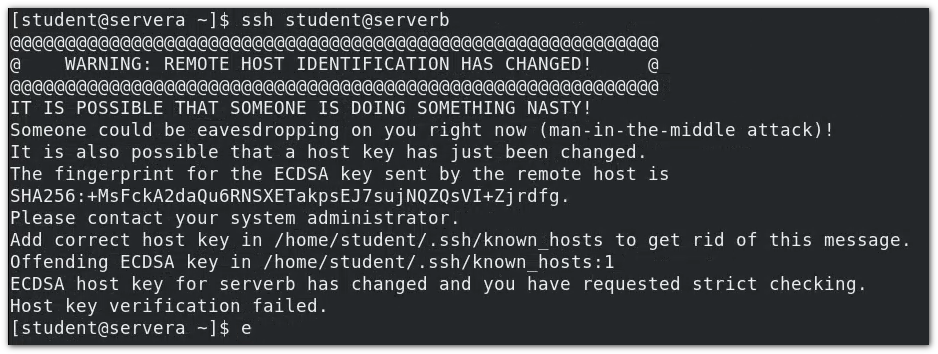 [student@servera ~]$ ssh student@serverb
@@@@@@@@@@@@@@@@@@@@@@@@@@@@@@@@@@@@@@@@@@@@@@@@@@@@@@@@@@@
@    WARNING: REMOTE HOST IDENTIFICATION HAS CHANGED!     @
@@@@@@@@@@@@@@@@@@@@@@@@@@@@@@@@@@@@@@@@@@@@@@@@@@@@@@@@@@@
IT IS POSSIBLE THAT SOMEONE IS DOING SOMETHING NASTY!
Someone could be eavesdropping on you right now (man-in-the-middle attack)!
It is also possible that a host key has just been changed.
The fingerprint for the ECDSA key sent by the remote host is
SHA256:+MsFckA2daQu6RNSXETakpsEJ7sujNQZQsVI+Zjrdfg.
Please contact your system administrator.
Add correct host key in /home/student/.ssh/known_hosts to get rid of this message.
Offending ECDSA key in /home/student/.ssh/known_hosts:1
ECDSA host key for serverb has changed and you have requested strict checking.
Host key verification failed.
[student@servera ~]$ e